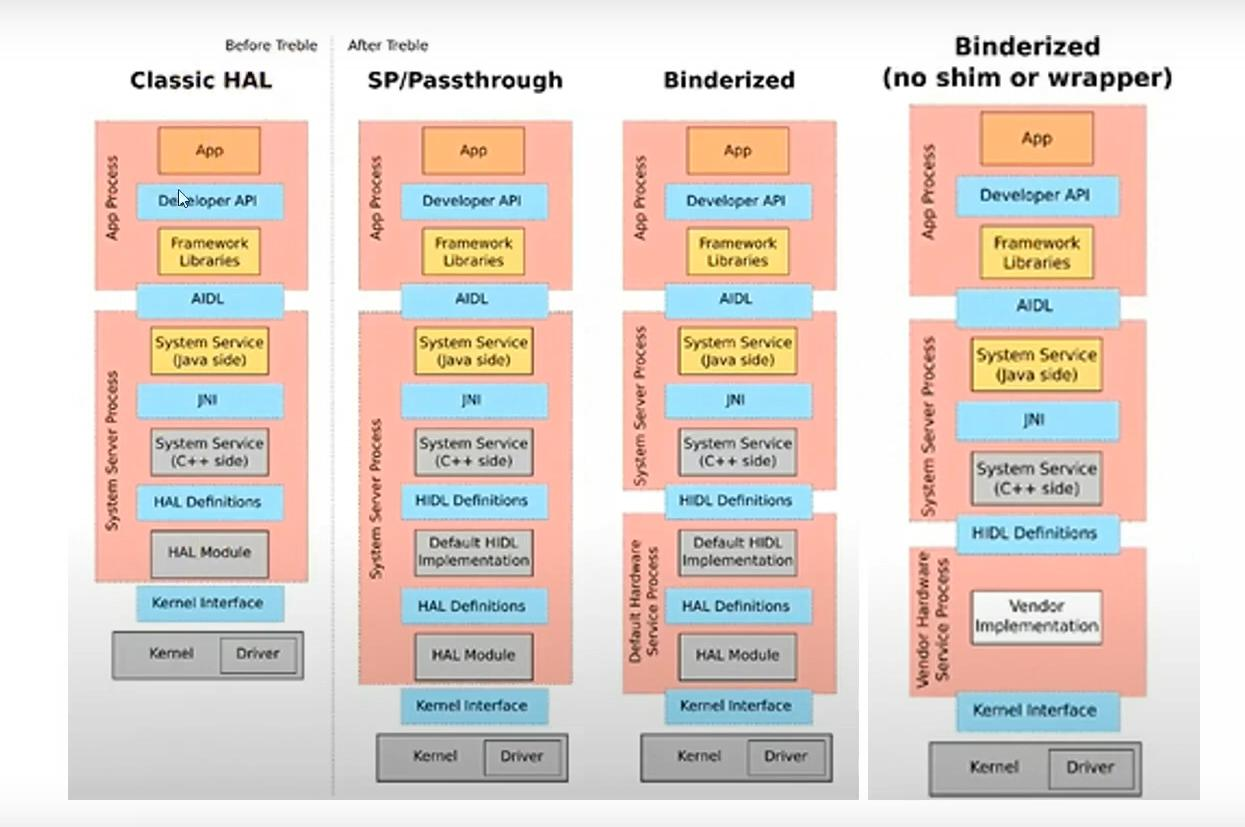 Before Treble
After Treble
Classic HAL
App Process
App
Developer API
Framework
Libraries
AIDL
System Server Process
System Service
(Java side)
JNI
System Service
(C++ side)
HAL Definitions
HAL Module
Kernel Interface
Kernel
Driver
SP/Passthrough
App Process
App
Developer API
Framework
Libraries
AIDL
System Server Process
System Service
(Java side)
JNI
System Service
(C++ side)
HIDL Definitions
Default HIDL
Implementation
HAL Definitions
HAL Module
Kernel Interface
Kernel
Driver
Binderized
App Process
App
Developer API
Framework
Libraries
AIDL
System Server Process
System Service
(Java side)
JNI
System Service
(C++ side)
HIDL Definitions
Default Hardware
Service Process
Default HIDL
Implementation
HAL Definitions
HAL Module
Kernel Interface
Kernel
Driver
Binderized
(no shim or wrapper)
App Process
App
Developer API
Framework
Libraries
AIDL
System Server Process
System Service
(Java side)
JNI
System Service
(C++ side)
HIDL Definitions
Vendor Hardware
Service Process
Vendor
Implementation
Kernel Interface
Kernel
Driver